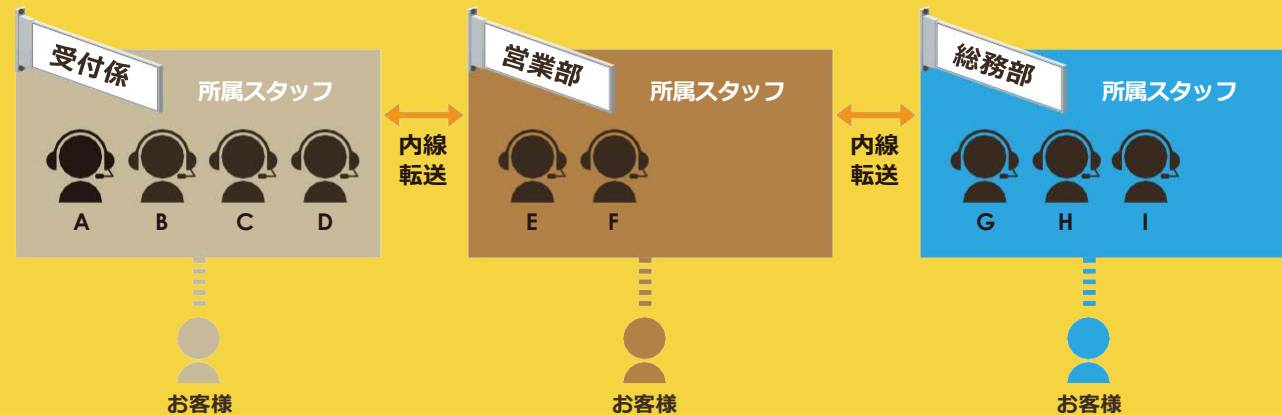 受付係
所属スタッフ
A B C D
内線
転送
営業部
所属スタッフ
E F
内線
転送
総務部
所属スタッフ
G H I
お客様
お客様
お客様